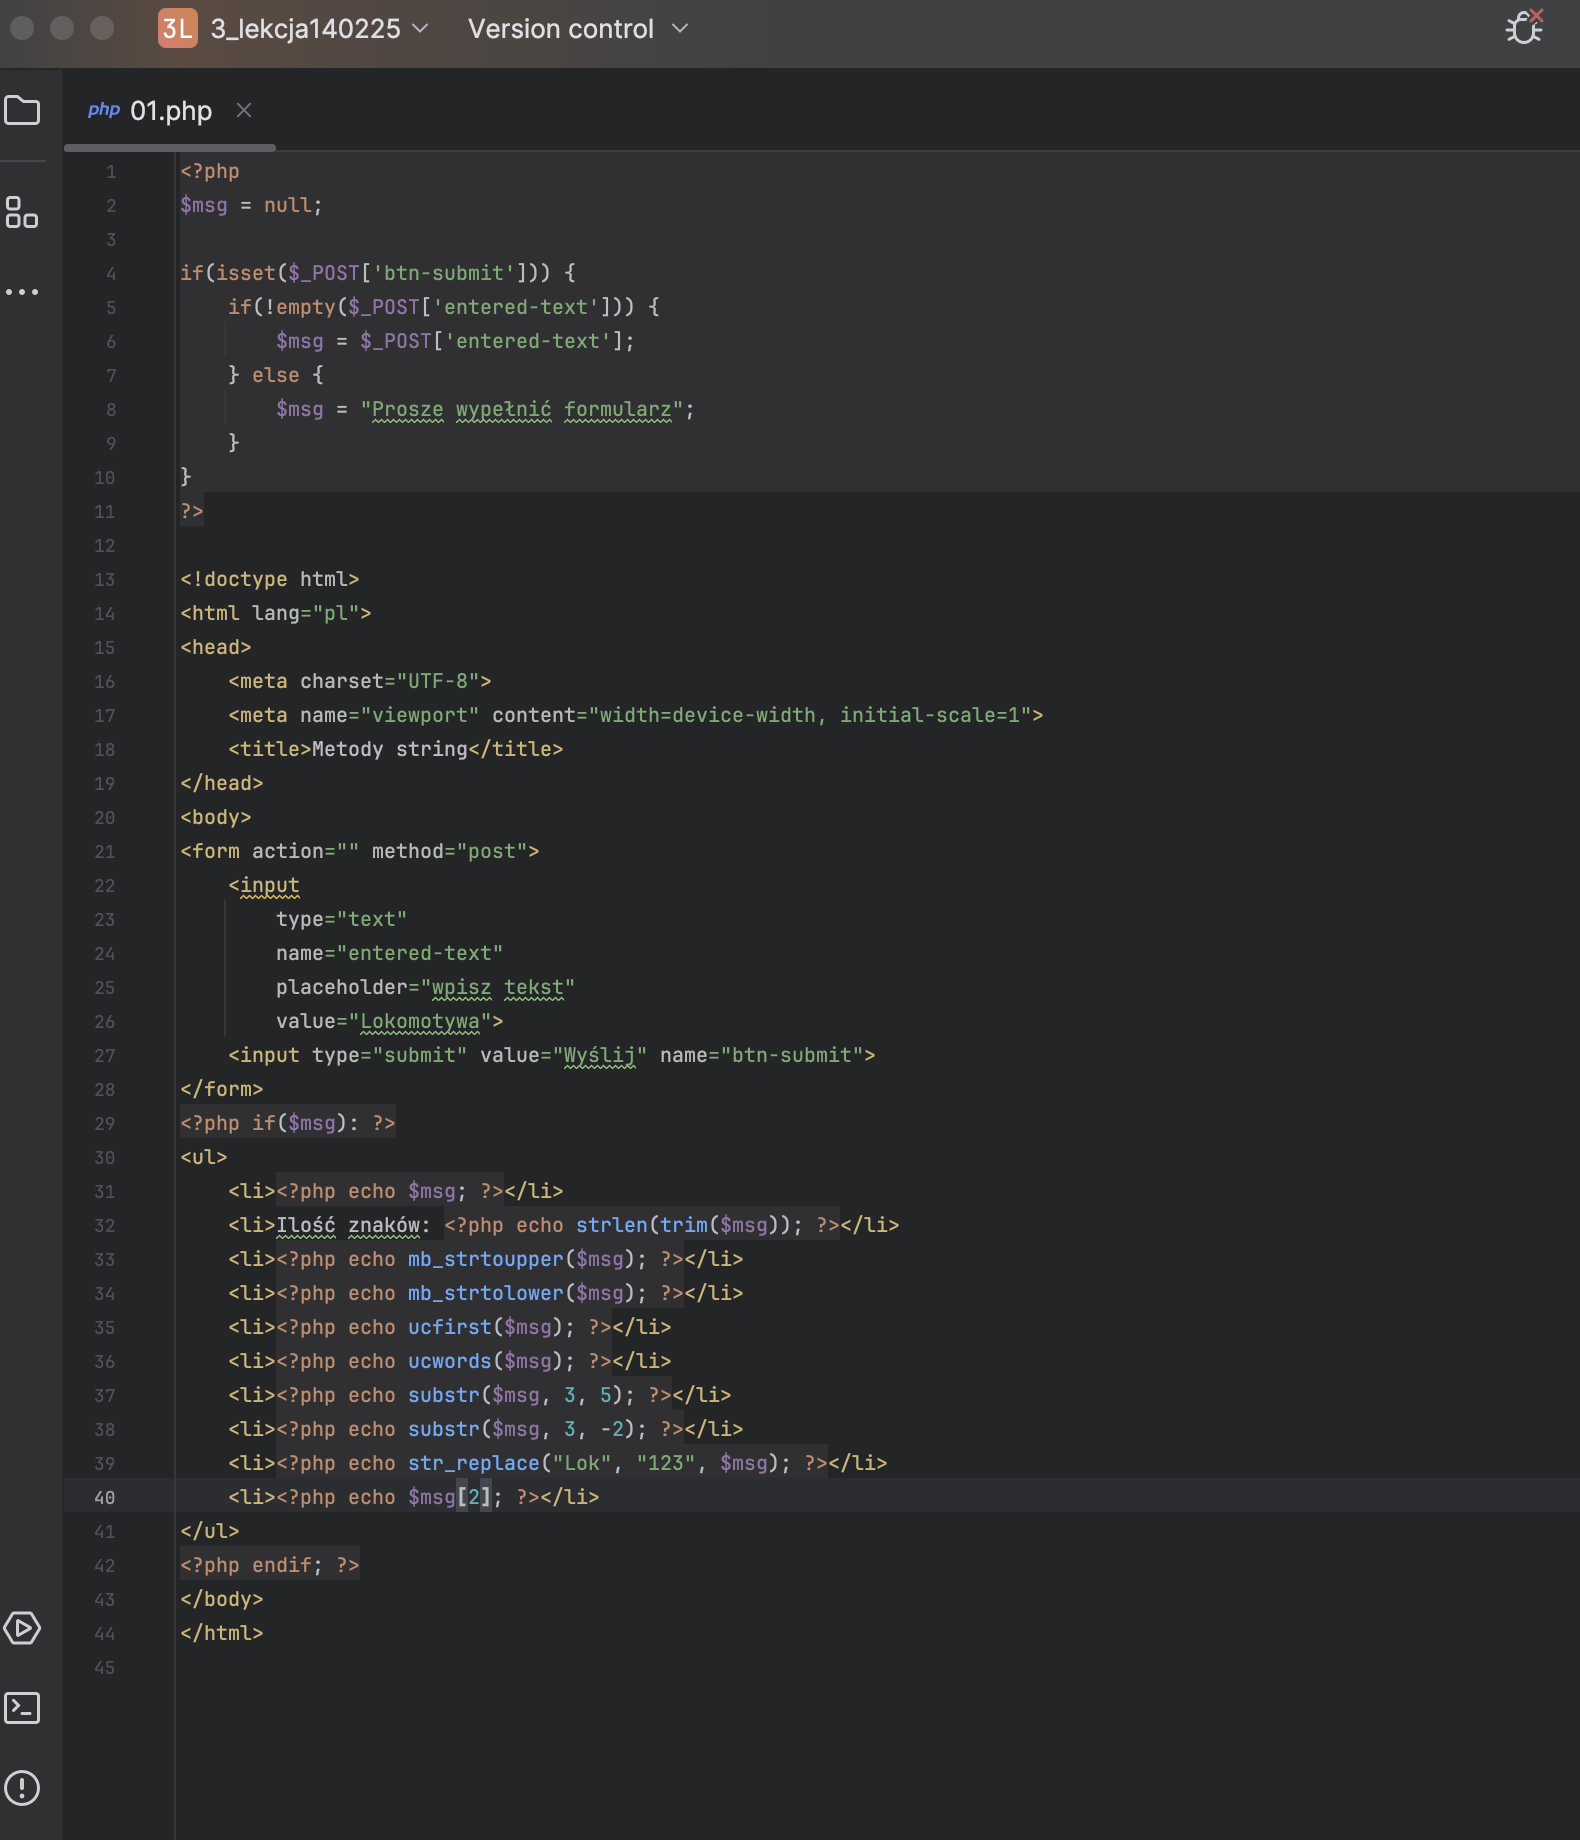 3L 3_lekcja140225 Version control
php 01.php
1 <?php
2 $msg = null;
3
4 if(isset($_POST['btn-submit'])) {
5     if(!empty($_POST['entered-text'])) {
6         $msg = $_POST['entered-text'];
7     } else {
8         $msg = "Prosze wypełnić formularz";
9     }
10 }
11 ?>
12
13 <!doctype html>
14 <html lang="pl">
15 <head>
16     <meta charset="UTF-8">
17     <meta name="viewport" content="width=device-width, initial-scale=1">
18     <title>Metody string</title>
19 </head>
20 <body>
21 <form action="" method="post">
22     <input
23         type="text"
24         name="entered-text"
25         placeholder="wpisz tekst"
26         value="Lokomotywa">
27     <input type="submit" value="Wyślij" name="btn-submit">
28 </form>
29 <?php if($msg): ?>
30 <ul>
31     <li><?php echo $msg; ?></li>
32     <li>Ilość znaków: <?php echo strlen(trim($msg)); ?></li>
33     <li><?php echo mb_strtoupper($msg); ?></li>
34     <li><?php echo mb_strtolower($msg); ?></li>
35     <li><?php echo ucfirst($msg); ?></li>
36     <li><?php echo ucwords($msg); ?></li>
37     <li><?php echo substr($msg, 3, 5); ?></li>
38     <li><?php echo substr($msg, 3, -2); ?></li>
39     <li><?php echo str_replace("Lok", "123", $msg); ?></li>
40     <li><?php echo $msg[2]; ?></li>
41 </ul>
42 <?php endif; ?>
43 </body>
44 </html>
45